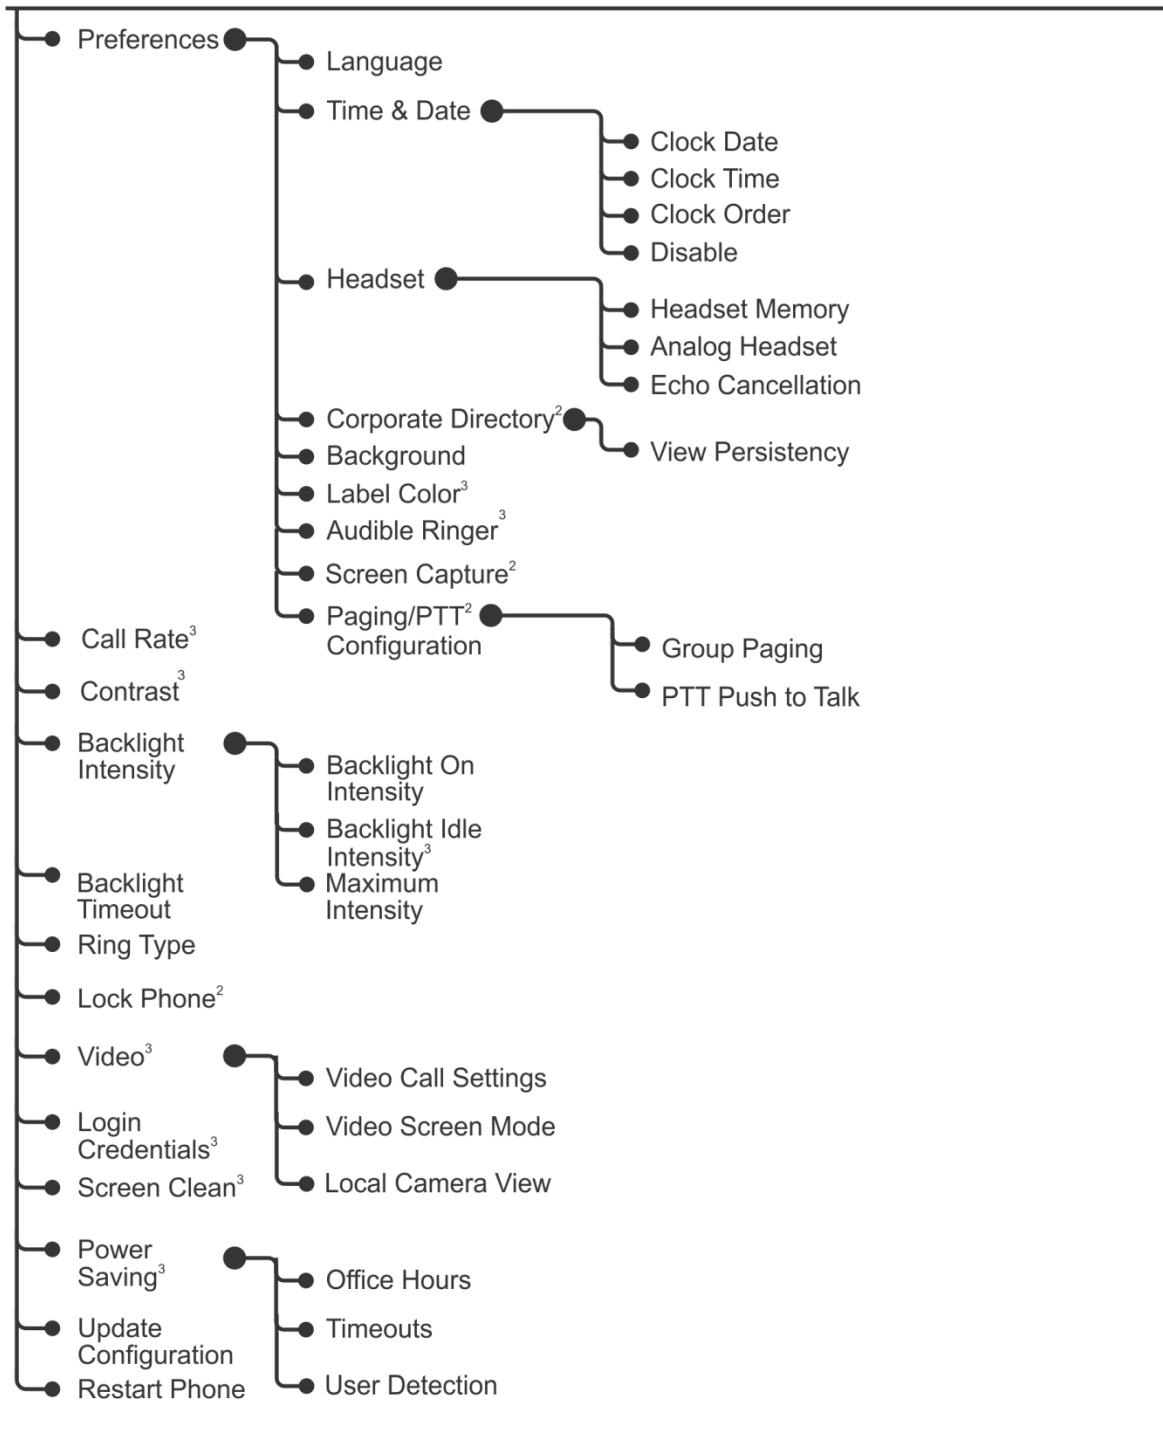 Preferences
Language
Time & Date
Clock Date
Clock Time
Clock Order
Disable
Headset
Headset Memory
Analog Headset
Echo Cancellation
Corporate Directory²
View Persistency
Background
Label Color³
Audible Ringer³
Screen Capture²
Paging/PTT²
Configuration
Group Paging
PTT Push to Talk
Call Rate³
Contrast³
Backlight
Intensity
Backlight On
Intensity
Backlight Idle
Intensity³
Maximum
Intensity
Backlight
Timeout
Ring Type
Lock Phone²
Video³
Video Call Settings
Video Screen Mode
Local Camera View
Login
Credentials³
Screen Clean³
Power
Saving³
Office Hours
Timeouts
User Detection
Update
Configuration
Restart Phone